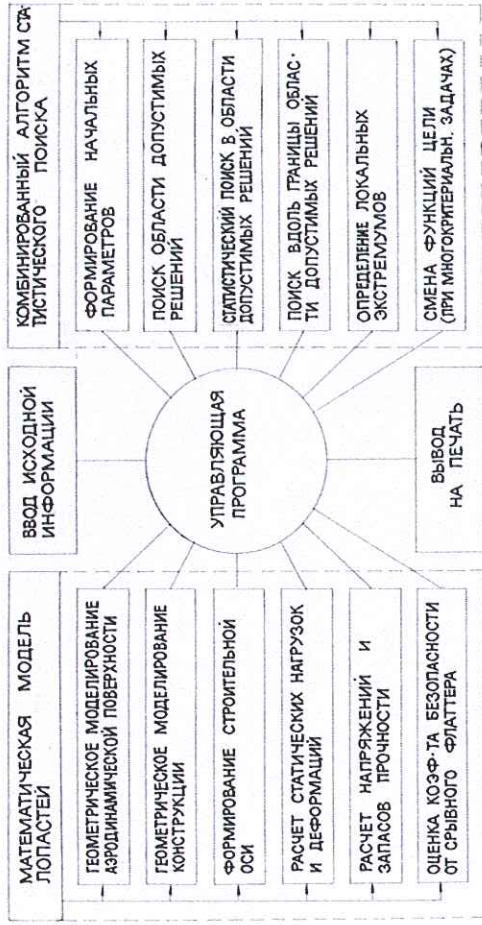 МАТЕМАТИЧЕСКАЯ МОДЕЛЬ
ЛОПАСТЕЙ
ГЕОМЕТРИЧЕСКОЕ МОДЕЛИРОВАНИЕ
АЭРОДИНАМИЧЕСКОЙ ПОВЕРХНОСТИ
ГЕОМЕТРИЧЕСКОЕ МОДЕЛИРОВАНИЕ
КОНСТРУКЦИИ
ФОРМИРОВАНИЕ СТРОИТЕЛЬНОЙ
ОСИ
РАСЧЕТ СТАТИЧЕСКИХ НАГРУЗОК
И ДЕФОРМАЦИЙ
РАСЧЕТ НАПРЯЖЕНИЙ И
ЗАПАСОВ ПРОЧНОСТИ
ОЦЕНКА КОЭФ-ТА БЕЗОПАСНОСТИ
ОТ СРЫВНОГО ФЛАТТЕРА
ВВОД ИСХОДНОЙ
ИНФОРМАЦИИ
УПРАВЛЯЮЩАЯ
ПРОГРАММА
ВЫВОД
НА ПЕЧАТЬ
КОМБИНИРОВАННЫЙ АЛГОРИТМ СТА-
ТИСТИЧЕСКОГО ПОИСКА
ФОРМИРОВАНИЕ НАЧАЛЬНЫХ
ПАРАМЕТРОВ
ПОИСК ОБЛАСТИ ДОПУСТИМЫХ
РЕШЕНИЙ
СТАТИСТИЧЕСКИЙ ПОИСК В ОБЛАСТИ
ДОПУСТИМЫХ РЕШЕНИЙ
ПОИСК ВДОЛЬ ГРАНИЦЫ ОБЛАС-
ТИ ДОПУСТИМЫХ РЕШЕНИЙ
ОПРЕДЕЛЕНИЕ ЛОКАЛЬНЫХ
ЭКСТРЕМУМОВ
СМЕНА ФУНКЦИЙ ЦЕЛИ
(ПРИ МНОГОКРИТЕРИАЛЬН. ЗАДАЧАХ)